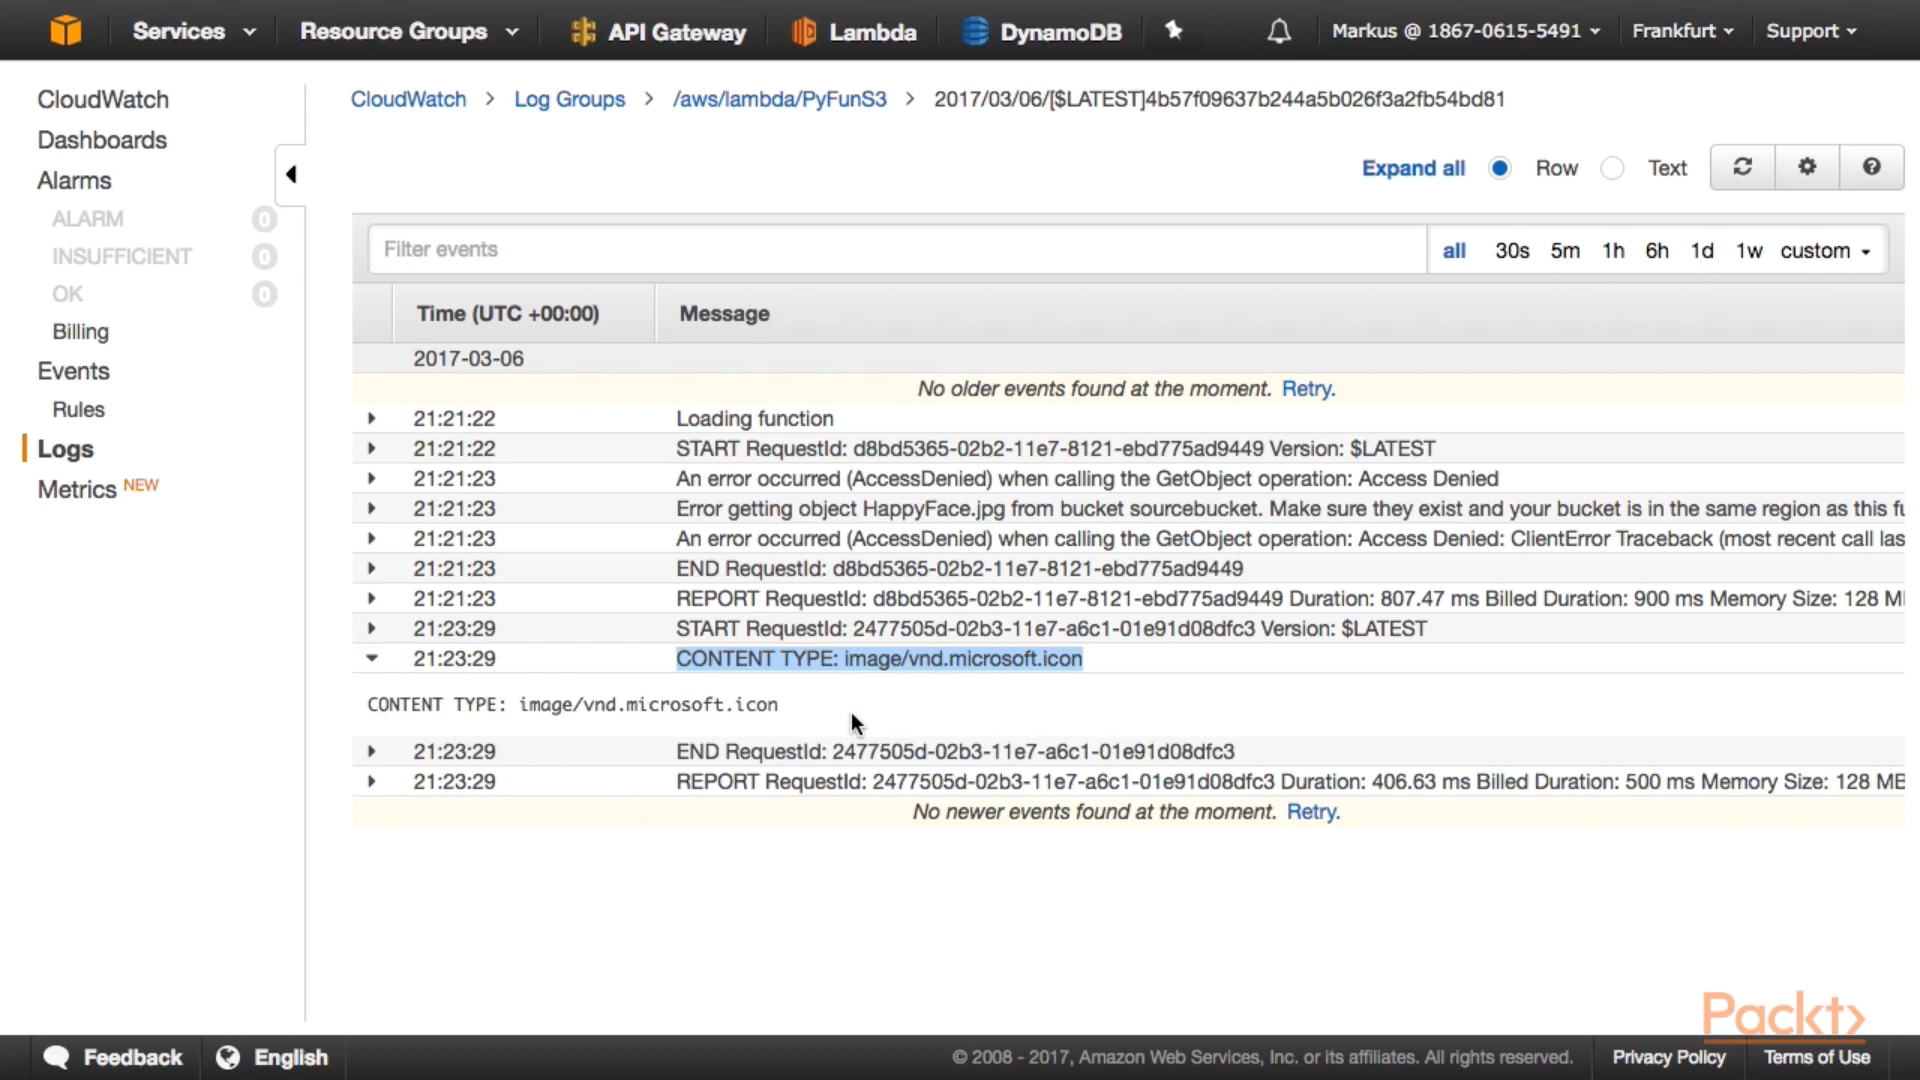 Services Resource Groups API Gateway Lambda DynamoDB Markus @ 1867-0615-5491 Frankfurt Support
CloudWatch
Dashboards
Alarms
ALARM 0
INSUFFICIENT 0
OK 0
Billing
Events
Rules
Logs
Metrics NEW
CloudWatch > Log Groups > /aws/lambda/PyFunS3 > 2017/03/06/[$LATEST]4b57f09637b244a5b026f3a2fb54bd81
Expand all Row Text
Filter events all 30s 5m 1h 6h 1d 1w custom
Time (UTC +00:00) Message
2017-03-06
No older events found at the moment. Retry.
21:21:22 Loading function
21:21:22 START RequestId: d8bd5365-02b2-11e7-8121-ebd775ad9449 Version: $LATEST
21:21:23 An error occurred (AccessDenied) when calling the GetObject operation: Access Denied
21:21:23 Error getting object HappyFace.jpg from bucket sourcebucket. Make sure they exist and your bucket is in the same region as this fu
21:21:23 An error occurred (AccessDenied) when calling the GetObject operation: Access Denied: ClientError Traceback (most recent call las
21:21:23 END RequestId: d8bd5365-02b2-11e7-8121-ebd775ad9449
21:21:23 REPORT RequestId: d8bd5365-02b2-11e7-8121-ebd775ad9449 Duration: 807.47 ms Billed Duration: 900 ms Memory Size: 128 M
21:23:29 START RequestId: 2477505d-02b3-11e7-a6c1-01e91d08dfc3 Version: $LATEST
21:23:29 CONTENT TYPE: image/vnd.microsoft.icon
CONTENT TYPE: image/vnd.microsoft.icon
21:23:29 END RequestId: 2477505d-02b3-11e7-a6c1-01e91d08dfc3
21:23:29 REPORT RequestId: 2477505d-02b3-11e7-a6c1-01e91d08dfc3 Duration: 406.63 ms Billed Duration: 500 ms Memory Size: 128 MB
No newer events found at the moment. Retry.
Packt>
Feedback English © 2008 - 2017, Amazon Web Services, Inc. or its affiliates. All rights reserved. Privacy Policy Terms of Use